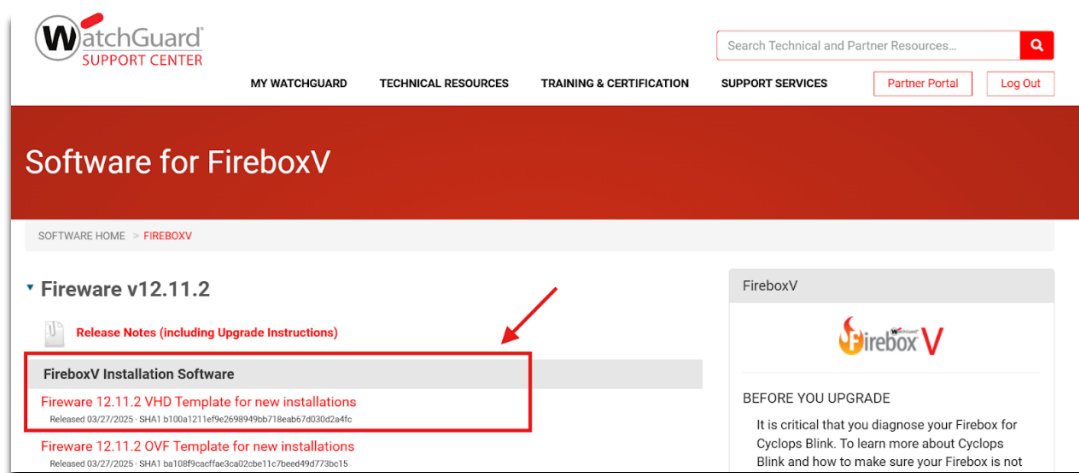 WatchGuard
SUPPORT CENTER
Search Technical and Partner Resources...
MY WATCHGUARD
TECHNICAL RESOURCES
TRAINING & CERTIFICATION
SUPPORT SERVICES
Partner Portal
Log Out
Software for FireboxV
SOFTWARE HOME > FIREBOXV
Fireware v12.11.2
Release Notes (including Upgrade Instructions)
FireboxV Installation Software
Fireware 12.11.2 VHD Template for new installations
Released 03/27/2025 - SHA1 b100a1211ef9e2698949bb718eab67d030d2a4fc
Fireware 12.11.2 OVF Template for new installations
Released 03/27/2025 - SHA1 ba108f9cacffae3ca02cbe11c7beed49d773bc15
FireboxV
WatchGuard
Firebox V
BEFORE YOU UPGRADE
It is critical that you diagnose your Firebox for
Cyclops Blink. To learn more about Cyclops
Blink and how to make sure your Firebox is not